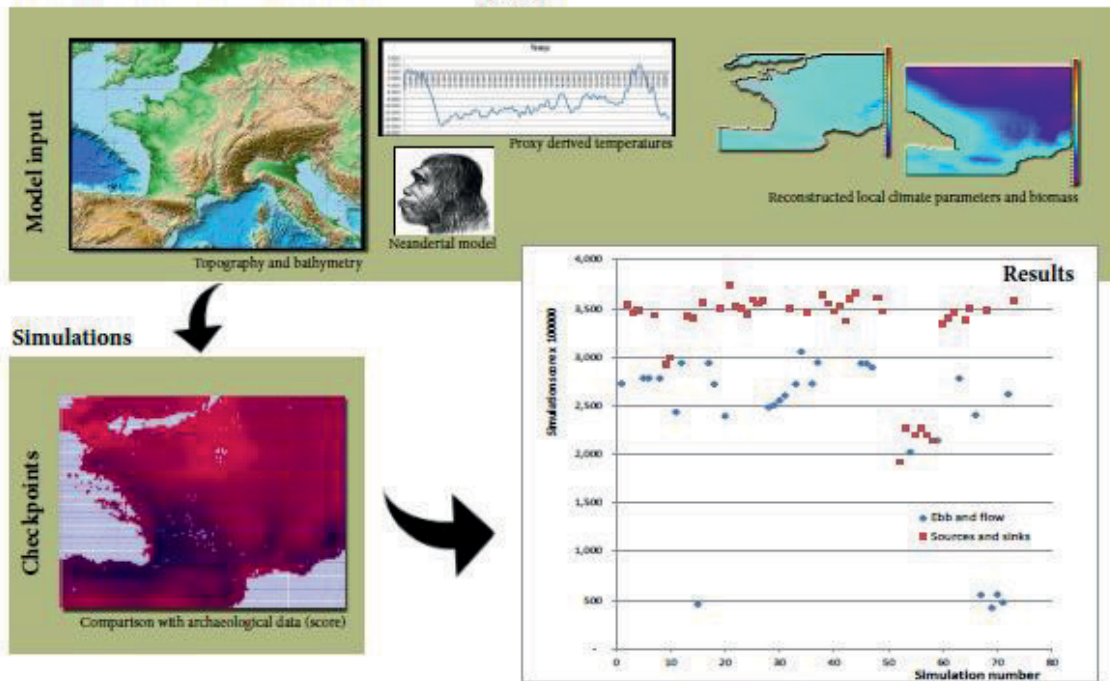 Model input
Temp
Proxy derived temperatures
Neandertal model
Topography and bathymetry
Reconstructed local climate parameters and biomass
Simulations
Checkpoints
Comparison with archaeological data (score)
Results
4,000
3,500
3,000
2,500
2,000
1,500
1,000
500
-
Simulation score x 100000
Ebb and flow
Sources and sinks
0 10 20 30 40 50 60 70 80
Simulation number